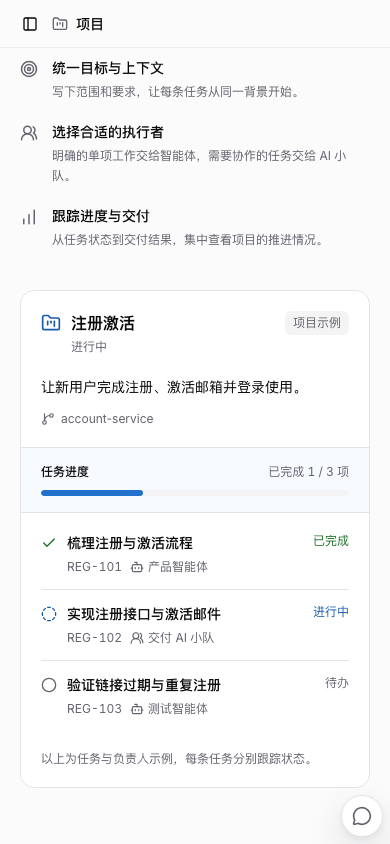 项目
统一目标与上下文
写下范围和要求，让每条任务从同一背景开始。
选择合适的执行者
明确的单项工作交给智能体，需要协作的任务交给 AI 小
队。
跟踪进度与交付
从任务状态到交付结果，集中查看项目的推进情况。
注册激活
项目示例
进行中
让新用户完成注册、激活邮箱并登录使用。
account-service
任务进度
已完成 1 / 3 项
梳理注册与激活流程
已完成
REG-101 产品智能体
实现注册接口与激活邮件
进行中
REG-102 交付 AI 小队
验证链接过期与重复注册
待办
REG-103 测试智能体
以上为任务与负责人示例，每条任务分别跟踪状态。